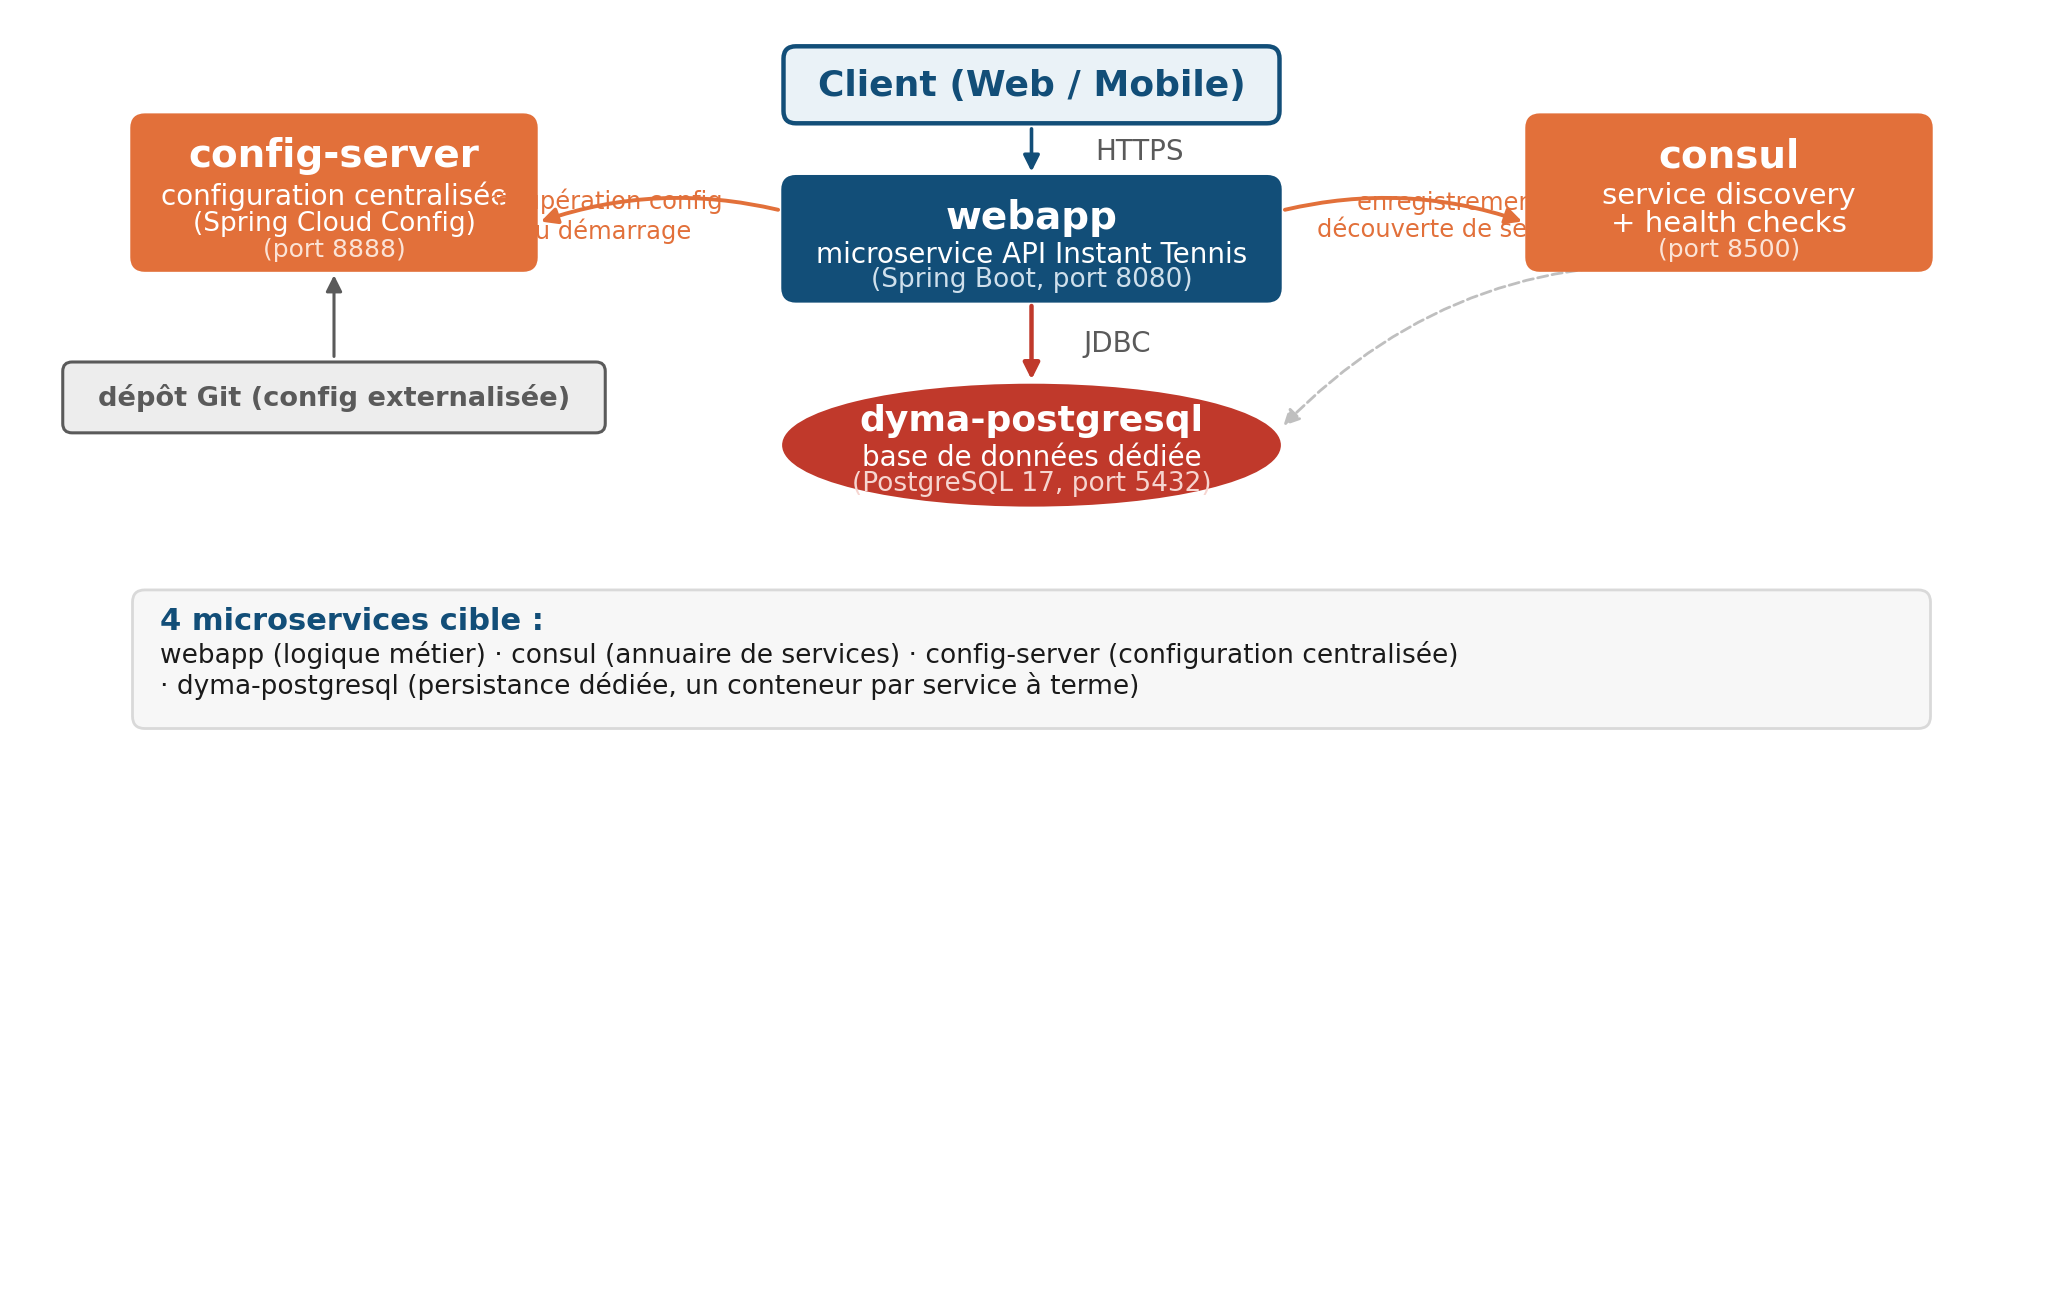 Client (Web / Mobile)
HTTPS
config-server
configuration centralisée
(Spring Cloud Config)
(port 8888)
config
démarrage
webapp
microservice API Instant Tennis
(Spring Boot, port 8080)
découverte de
consul
service discovery
+ health checks
(port 8500)
JDBC
dépôt Git (config externalisée)
dyma-postgresql
base de données dédiée
(PostgreSQL 17, port 5432)
4 microservices cible :
webapp (logique métier) · consul (annuaire de services) · config-server (configuration centralisée)
· dyma-postgresql (persistance dédiée, un conteneur par service à terme)